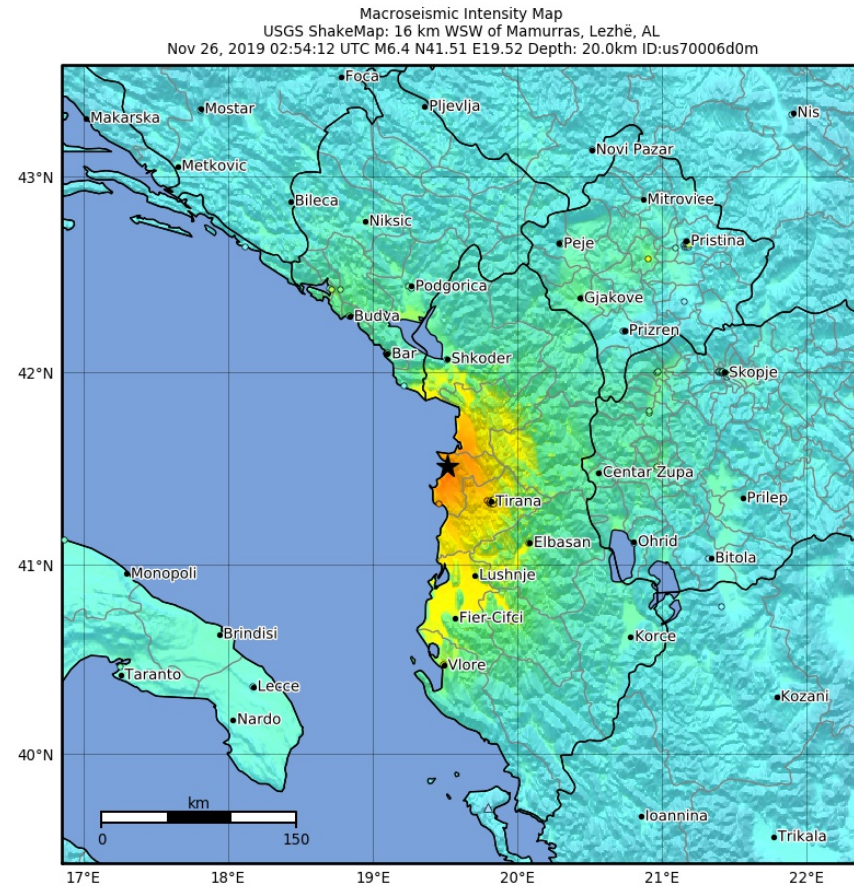 Macroseismic Intensity Map
USGS ShakeMap: 16 km WSW of Mamurras, Lezhë, AL
Nov 26, 2019 02:54:12 UTC M6.4 N41.51 E19.52 Depth: 20.0km ID:us70006d0m
Foca
Pljevlja
Makarska
Mostar
Nis
Novi Pazar
Metkovic
43°N
Bileca
Mitrovice
Niksic
Peje
Pristina
Podgorica
Gjakove
Budva
Prizren
Bar
Shkoder
42°N
Skopje
Centar Zupa
Tirana
Prilep
Elbasan
Ohrid
41°N
Bitola
Monopoli
Lushnje
Fier-Cifci
Brindisi
Korce
Taranto
Vlore
Lecce
Kozani
Nardo
40°N
km
0 150
Ioannina
Trikala
17°E 18°E 19°E 20°E 21°E 22°E